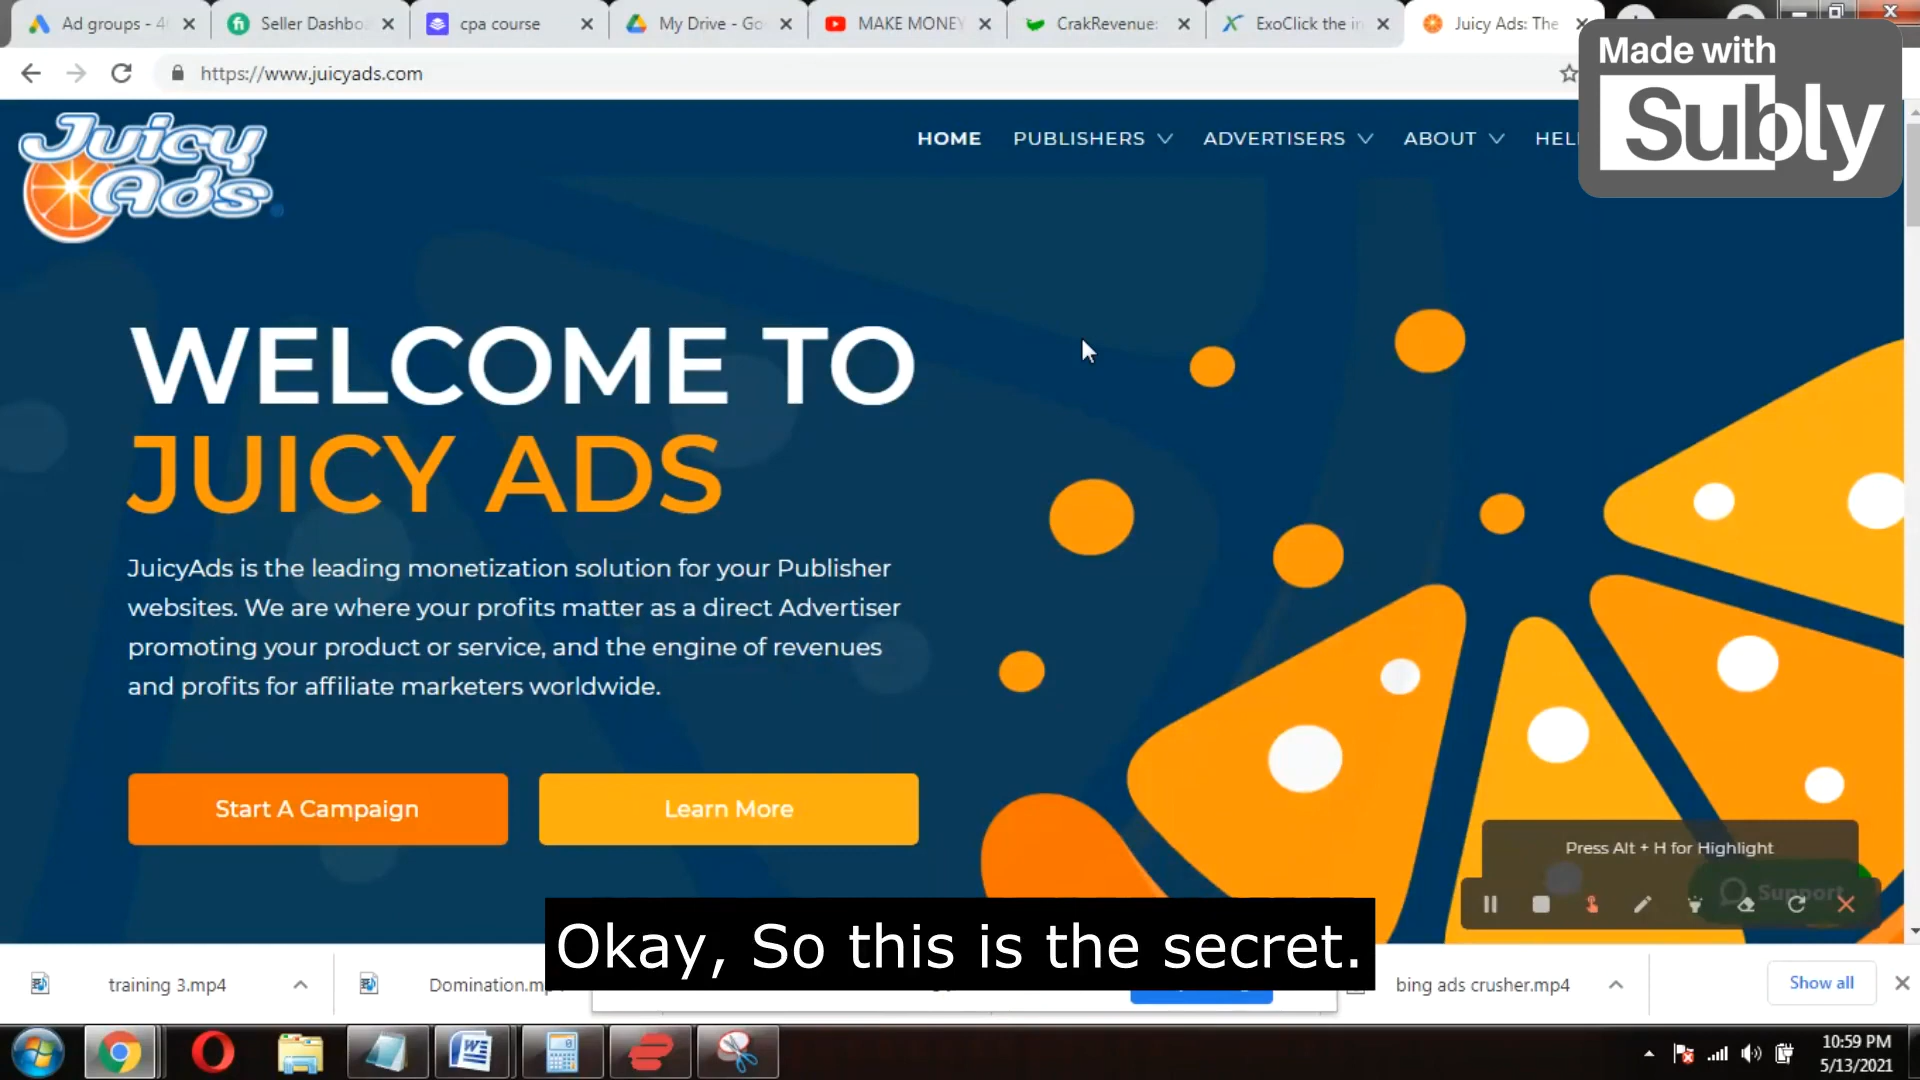 Ad groups - 4
Seller Dashbo
cpa course
My Drive - Go
MAKE MONEY
CrakRevenue:
ExoClick the in
Juicy Ads: The
Made with
Subly
https://www.juicyads.com
Juicy
Ads
HOME
PUBLISHERS
ADVERTISERS
ABOUT
HEL
WELCOME TO
JUICY ADS
JuicyAds is the leading monetization solution for your Publisher
websites. We are where your profits matter as a direct Advertiser
promoting your product or service, and the engine of revenues
and profits for affiliate marketers worldwide.
Start A Campaign
Learn More
Press Alt + H for Highlight
Support
Okay, So this is the secret.
training 3.mp4
Domination.mp
bing ads crusher.mp4
Show all
10:59 PM
5/13/2021